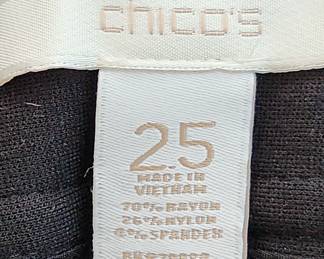 chico's
2.5
MADE IN
VIETNAM
70% RAYON
26% NYLON
4% SPANDEX